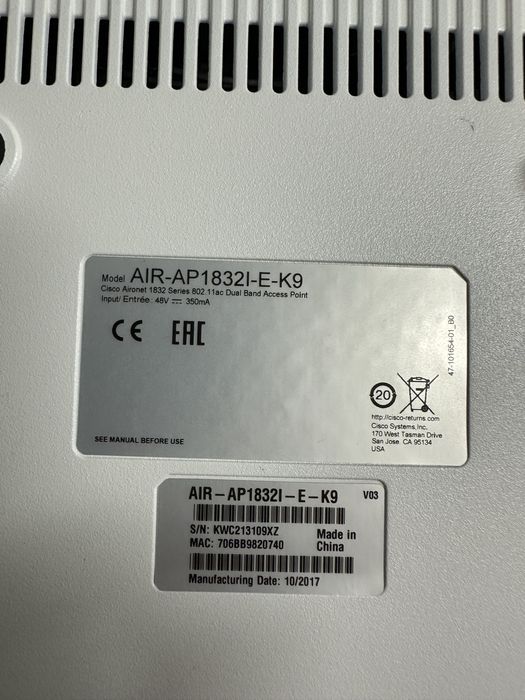 Model AIR-AP1832I-E-K9
Cisco Aironet 1832 Series 802.11ac Dual Band Access Point
Input/ Entrée: 48V ⎓ 350mA
CE EAC
47-101654-01_B0
20
http://cisco-returns.com
Cisco Systems, Inc.
170 West Tasman Drive
San Jose, CA 95134
USA
SEE MANUAL BEFORE USE
AIR-AP1832I-E-K9 V03
S/N: KWC213109XZ
MAC: 706BB9820740
Made in
China
Manufacturing Date: 10/2017